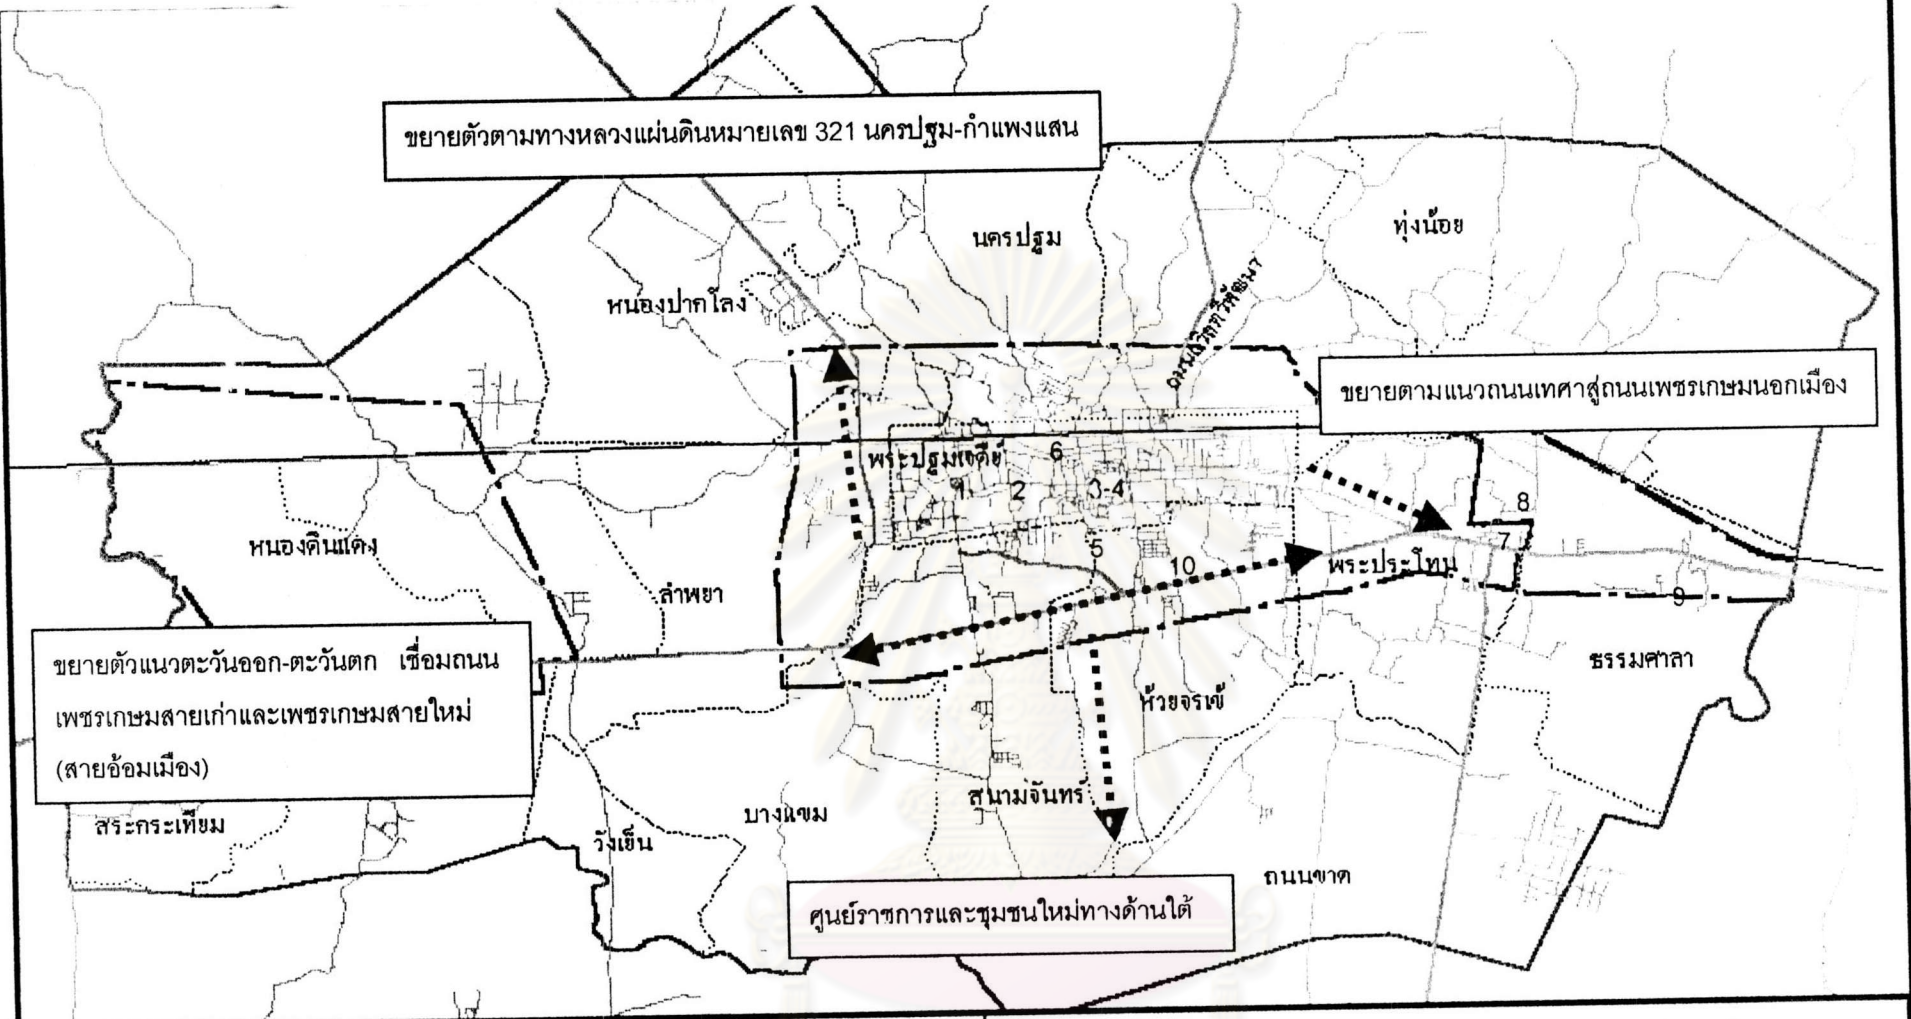 ขยายตัวตามทางหลวงแผ่นดินหมายเลข 321 นครปฐม-กำแพงแสน
ทุ่งน้อย
นครปฐม
หนองปากโลง
ขยายตามแนวถนนเทศาสู่ถนนเพชรเกษมนอกเมือง
พระปฐมเจดีย์
6
1
2
3-4
8
7
หนองดินแดง
5
10
พระประโทน
ลำพยา
9
ขยายตัวแนวตะวันออก-ตะวันตก เชื่อมถนน
เพชรเกษมสายเก่าและเพชรเกษมสายใหม่
(สายอ้อมเมือง)
ธรรมศาลา
ห้วยจรเข้
สนามจันทร์
บางแขม
สระกระเทียม
วังเย็น
ถนนขาด
ศูนย์ราชการและชุมชนใหม่ทางด้านใต้